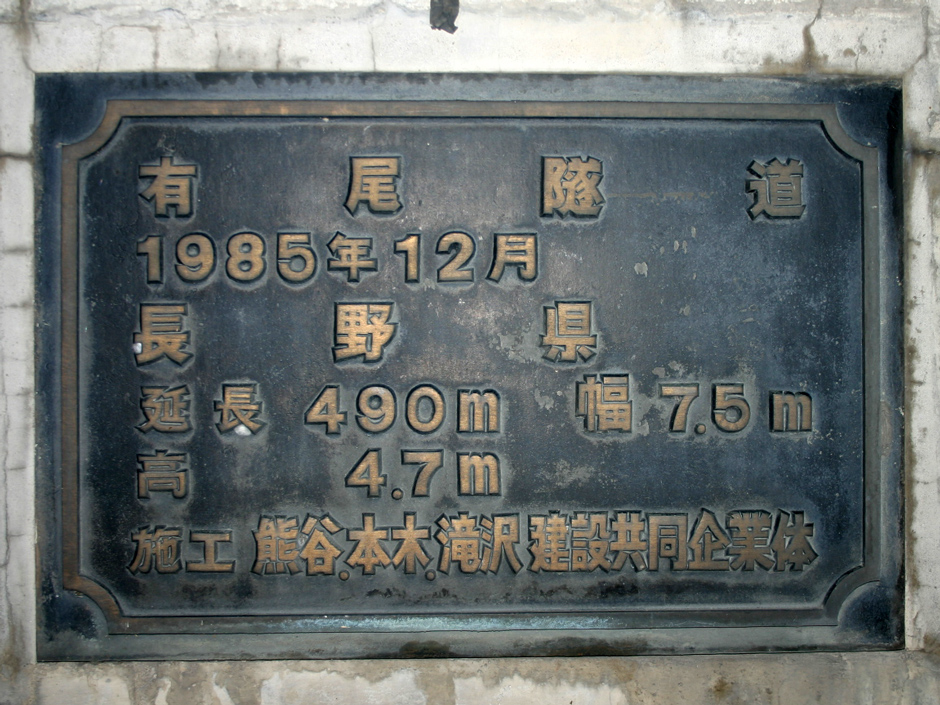 有尾隧道
1985年12月
長野県
延長 490m 幅 7.5m
高 4.7m
施工 熊谷.本木.滝沢 建設共同企業体